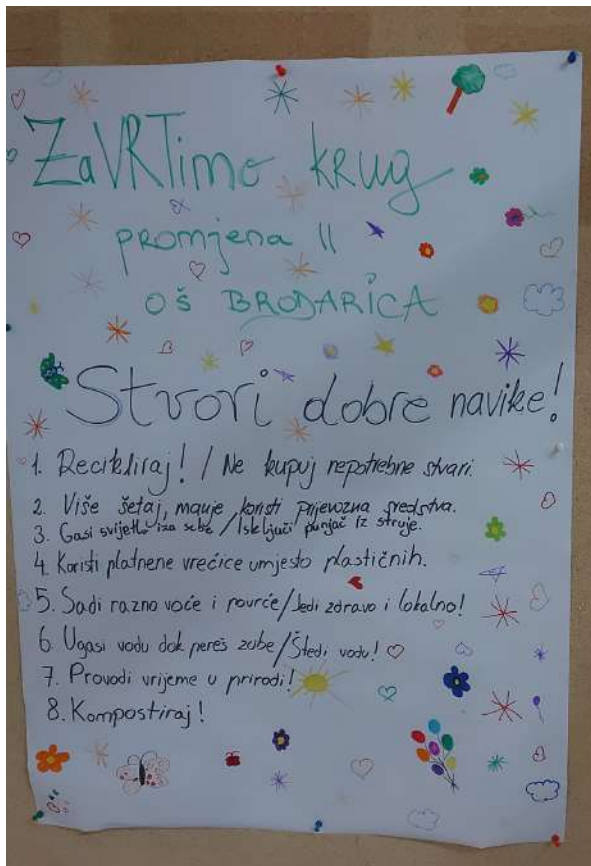 ZaVRTimo krug
promjena II
OŠ BRODARICA
Stvori dobre navike!
1. Recikliraj! / Ne kupuj nepotrebne stvari.
2. Više šetaj, manje koristi prijevozna sredstva.
3. Gasi svijetlo iza sebe / Isključi punjač iz struje.
4. Koristi platnene vrećice umjesto plastičnih.
5. Sadi razno voće i povrće/Jedi zdravo i lokalno!
6. Ugasi vodu dok pereš zube/Štedi vodu!
7. Provodi vrijeme u prirodi!
8. Kompostiraj!